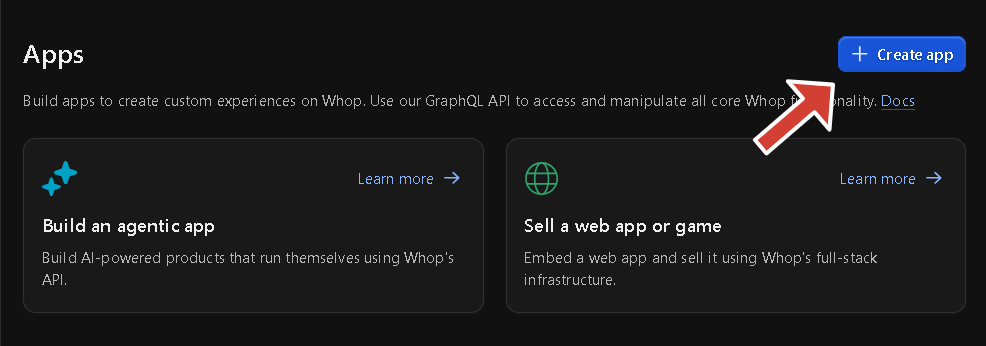 Apps
Create app
Build apps to create custom experiences on Whop. Use our GraphQL API to access and manipulate all core Whop Docs
Learn more
Build an agentic app
Build AI-powered products that run themselves using Whop's
API.
Learn more
Sell a web app or game
Embed a web app and sell it using Whop's full-stack
infrastructure.